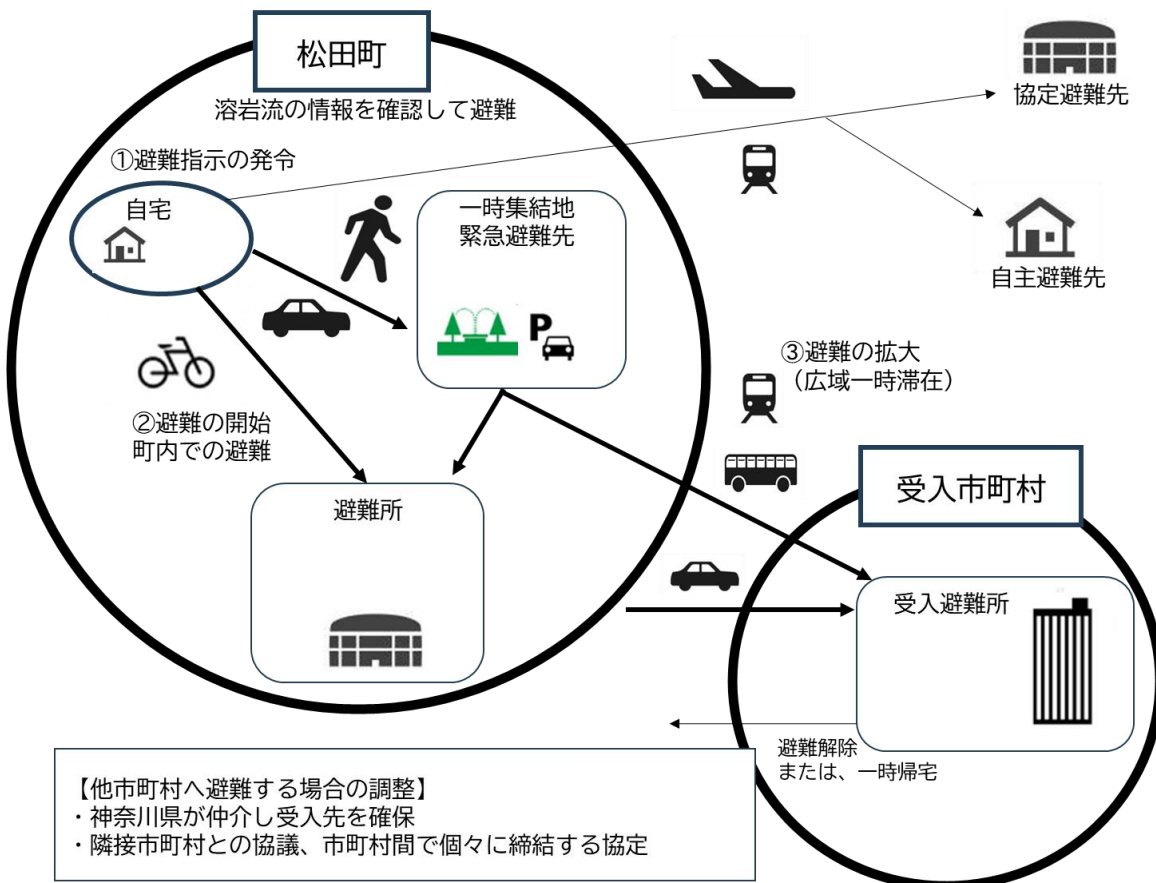 松田町
溶岩流の情報を確認して避難
①避難指示の発令
自宅
一時集結地
緊急避難先
P
②避難の開始
町内での避難
避難所
協定避難先
自主避難先
③避難の拡大
（広域一時滞在）
受入市町村
受入避難所
避難解除
または、一時帰宅
【他市町村へ避難する場合の調整】
・神奈川県が仲介し受入先を確保
・隣接市町村との協議、市町村間で個々に締結する協定